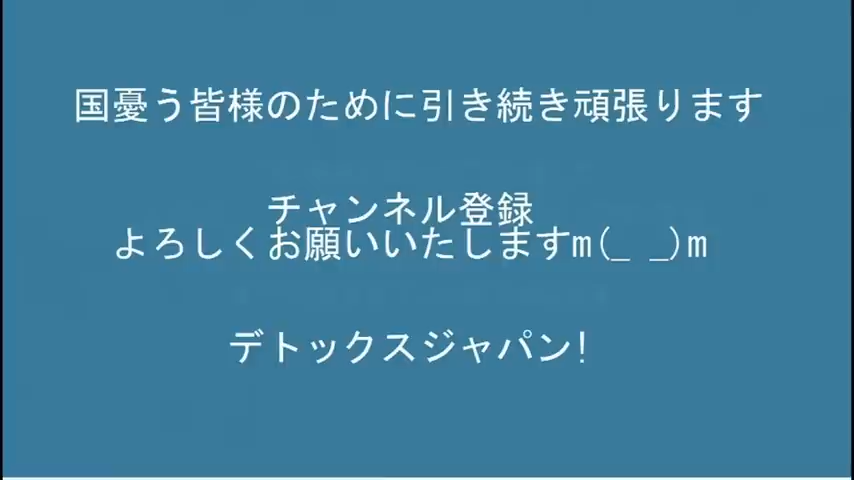 国憂う皆様のために引き続き頑張ります
チャンネル登録
よろしくお願いいたしますm(_ _)m
デトックスジャパン!